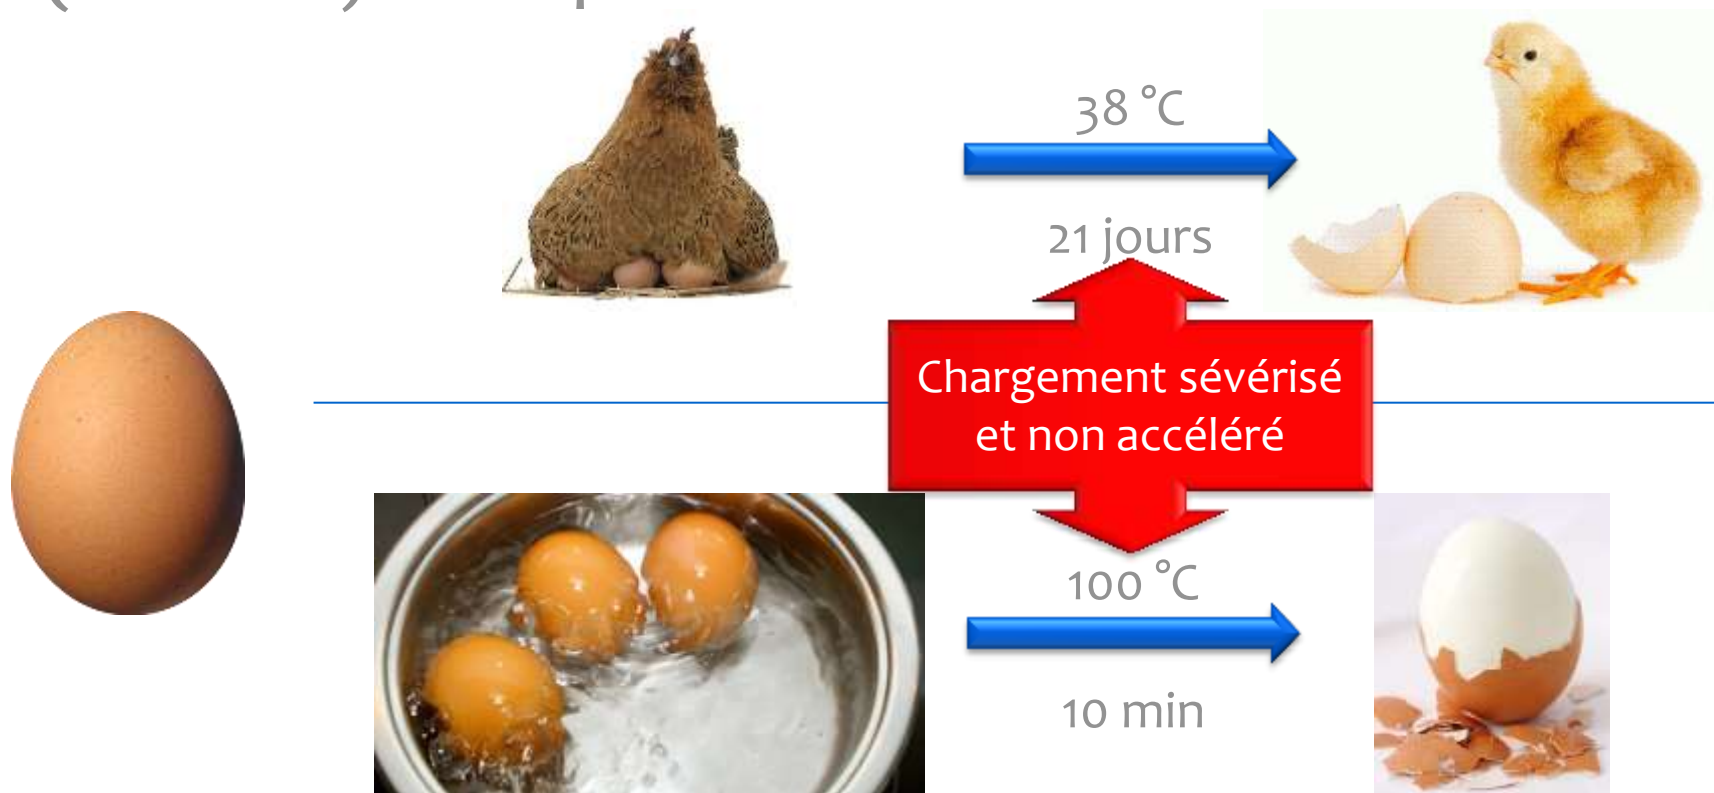 38 °C
21 jours
Chargement sévérisé
et non accéléré
100 °C
10 min